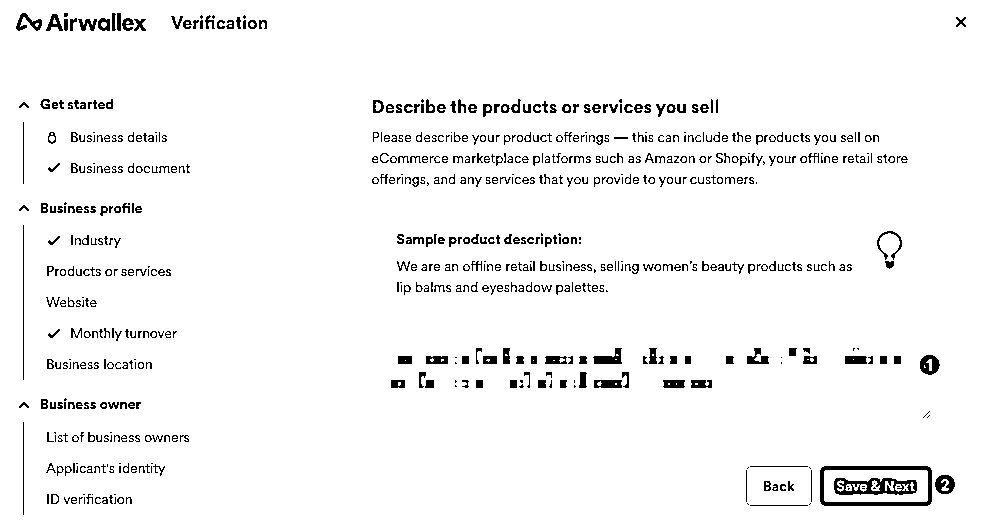 Airwallex Verification
Get started
Business details
Business document
Business profile
Industry
Products or services
Website
Monthly turnover
Business location
Business owner
List of business owners
Applicant's identity
ID verification
Describe the products or services you sell
Please describe your product offerings — this can include the products you sell on
eCommerce marketplace platforms such as Amazon or Shopify, your offline retail store
offerings, and any services that you provide to your customers.
Sample product description:
We are an offline retail business, selling women's beauty products such as
lip balms and eyeshadow palettes.
1
Back
Save & Next
2